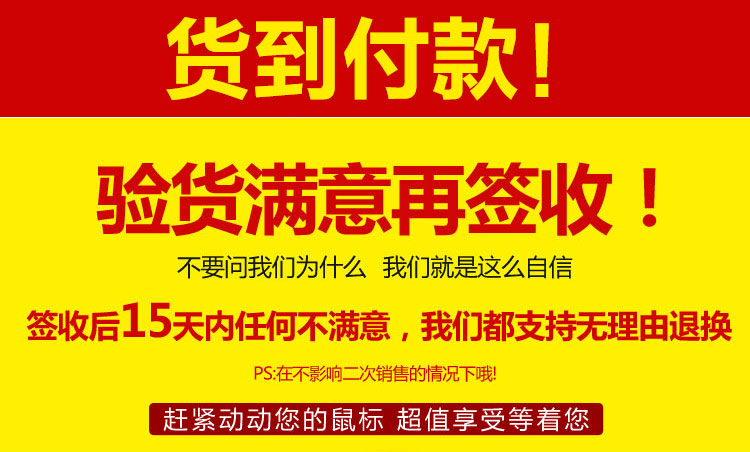 货到付款!
验货满意再签收！
不要问我们为什么 我们就是这么自信
签收后15天内任何不满意，我们都支持无理由退换
PS:在不影响二次销售的情况下哦!
赶紧动动您的鼠标 超值享受等着您